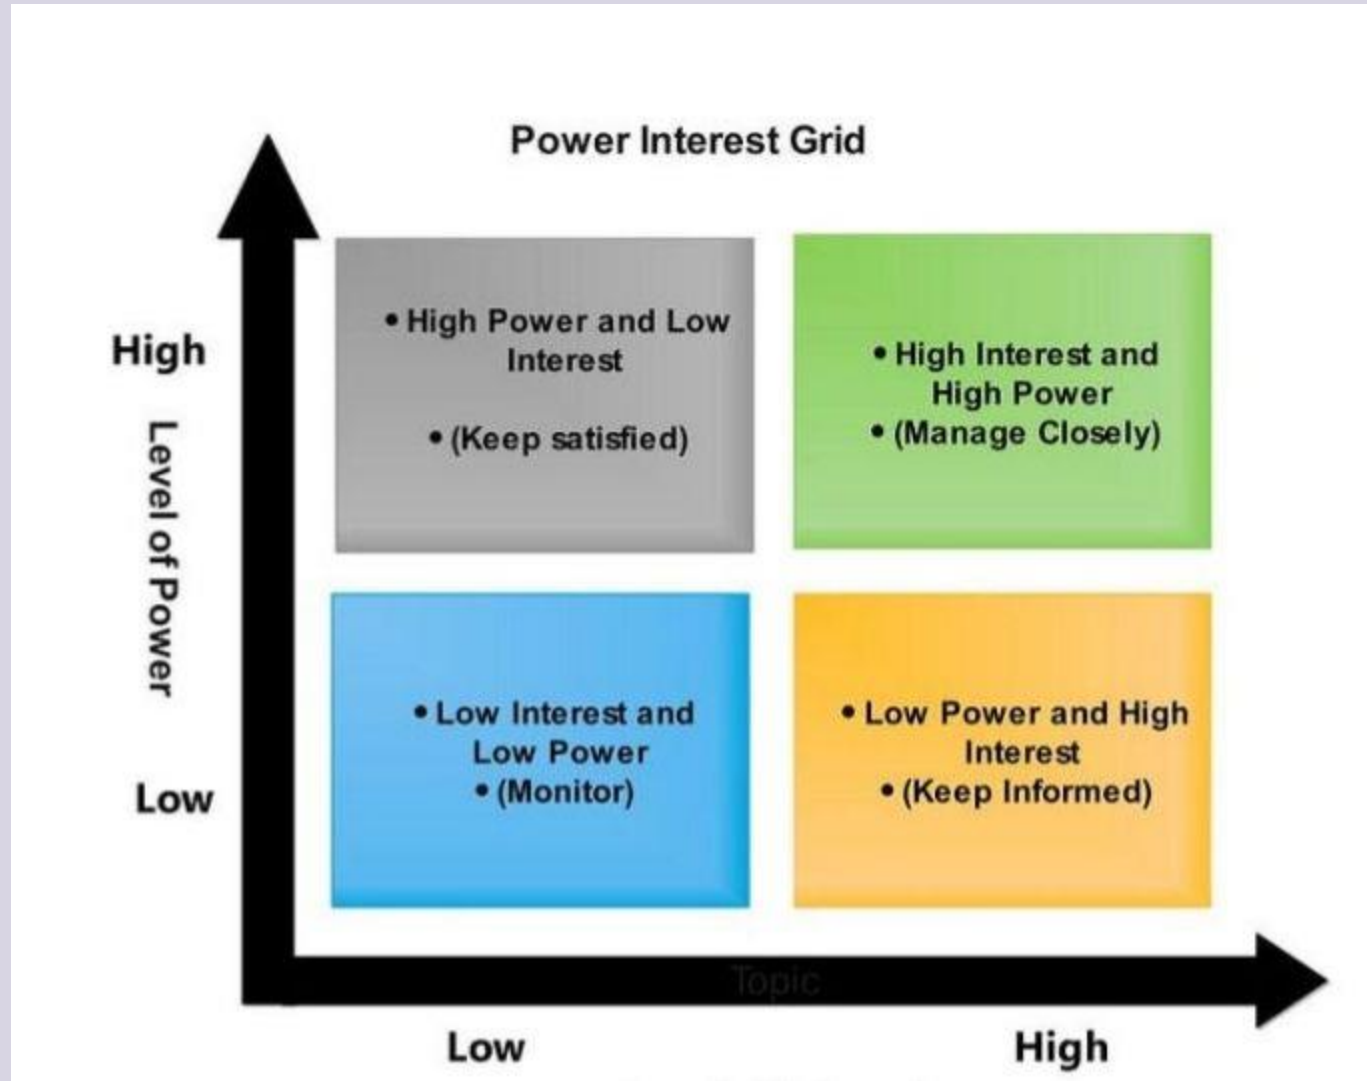 Power Interest Grid
• High Power and Low
Interest
• (Keep satisfied)
• High Interest and
High Power
• (Manage Closely)
High
Level of Power
Low
• Low Interest and
Low Power
• (Monitor)
• Low Power and High
Interest
• (Keep Informed)
Topic
Low
High